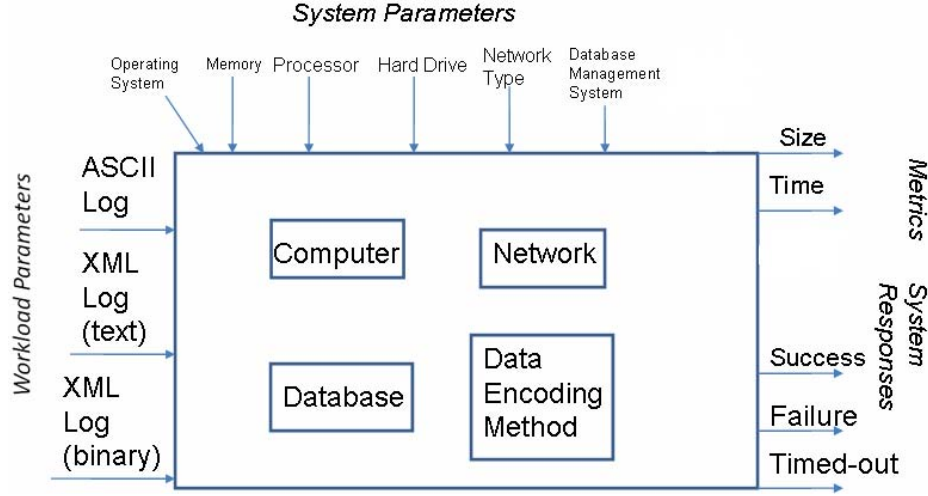 System Parameters
Operating
System
Memory
Processor
Hard Drive
Network
Type
Database
Management
System
Workload Parameters
ASCII
Log
XML
Log
(text)
XML
Log
(binary)
Computer
Network
Database
Data
Encoding
Method
Size
Time
Metrics
System
Responses
Success
Failure
Timed-out